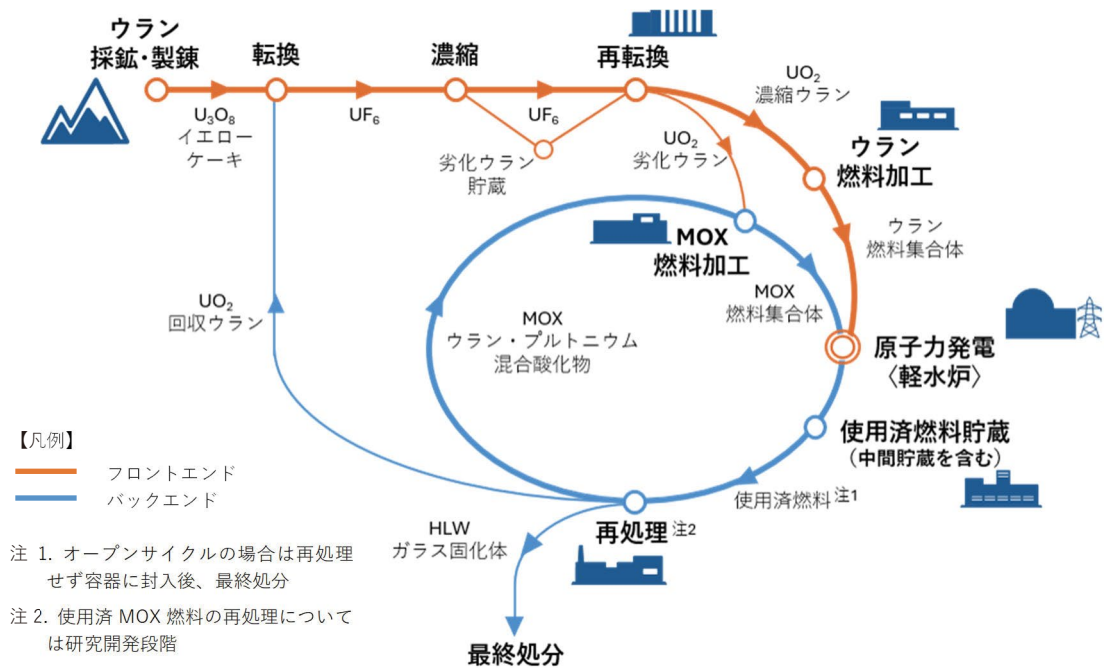 ウラン
採鉱・製錬
転換
濃縮
再転換
U₃O₈
イエロー
ケーキ
UF₆
UF₆
UO₂
濃縮ウラン
劣化ウラン
貯蔵
UO₂
劣化ウラン
ウラン
燃料加工
MOX
燃料加工
ウラン
燃料集合体
UO₂
回収ウラン
MOX
ウラン・プルトニウム
混合酸化物
MOX
燃料集合体
原子力発電
〈軽水炉〉
【凡例】
フロントエンド
バックエンド
使用済燃料貯蔵
(中間貯蔵を含む)
使用済燃料注1
再処理注2
HLW
ガラス固化体
最終処分
注 1. オープンサイクルの場合は再処理
せず容器に封入後、最終処分
注 2. 使用済 MOX 燃料の再処理について
は研究開発段階